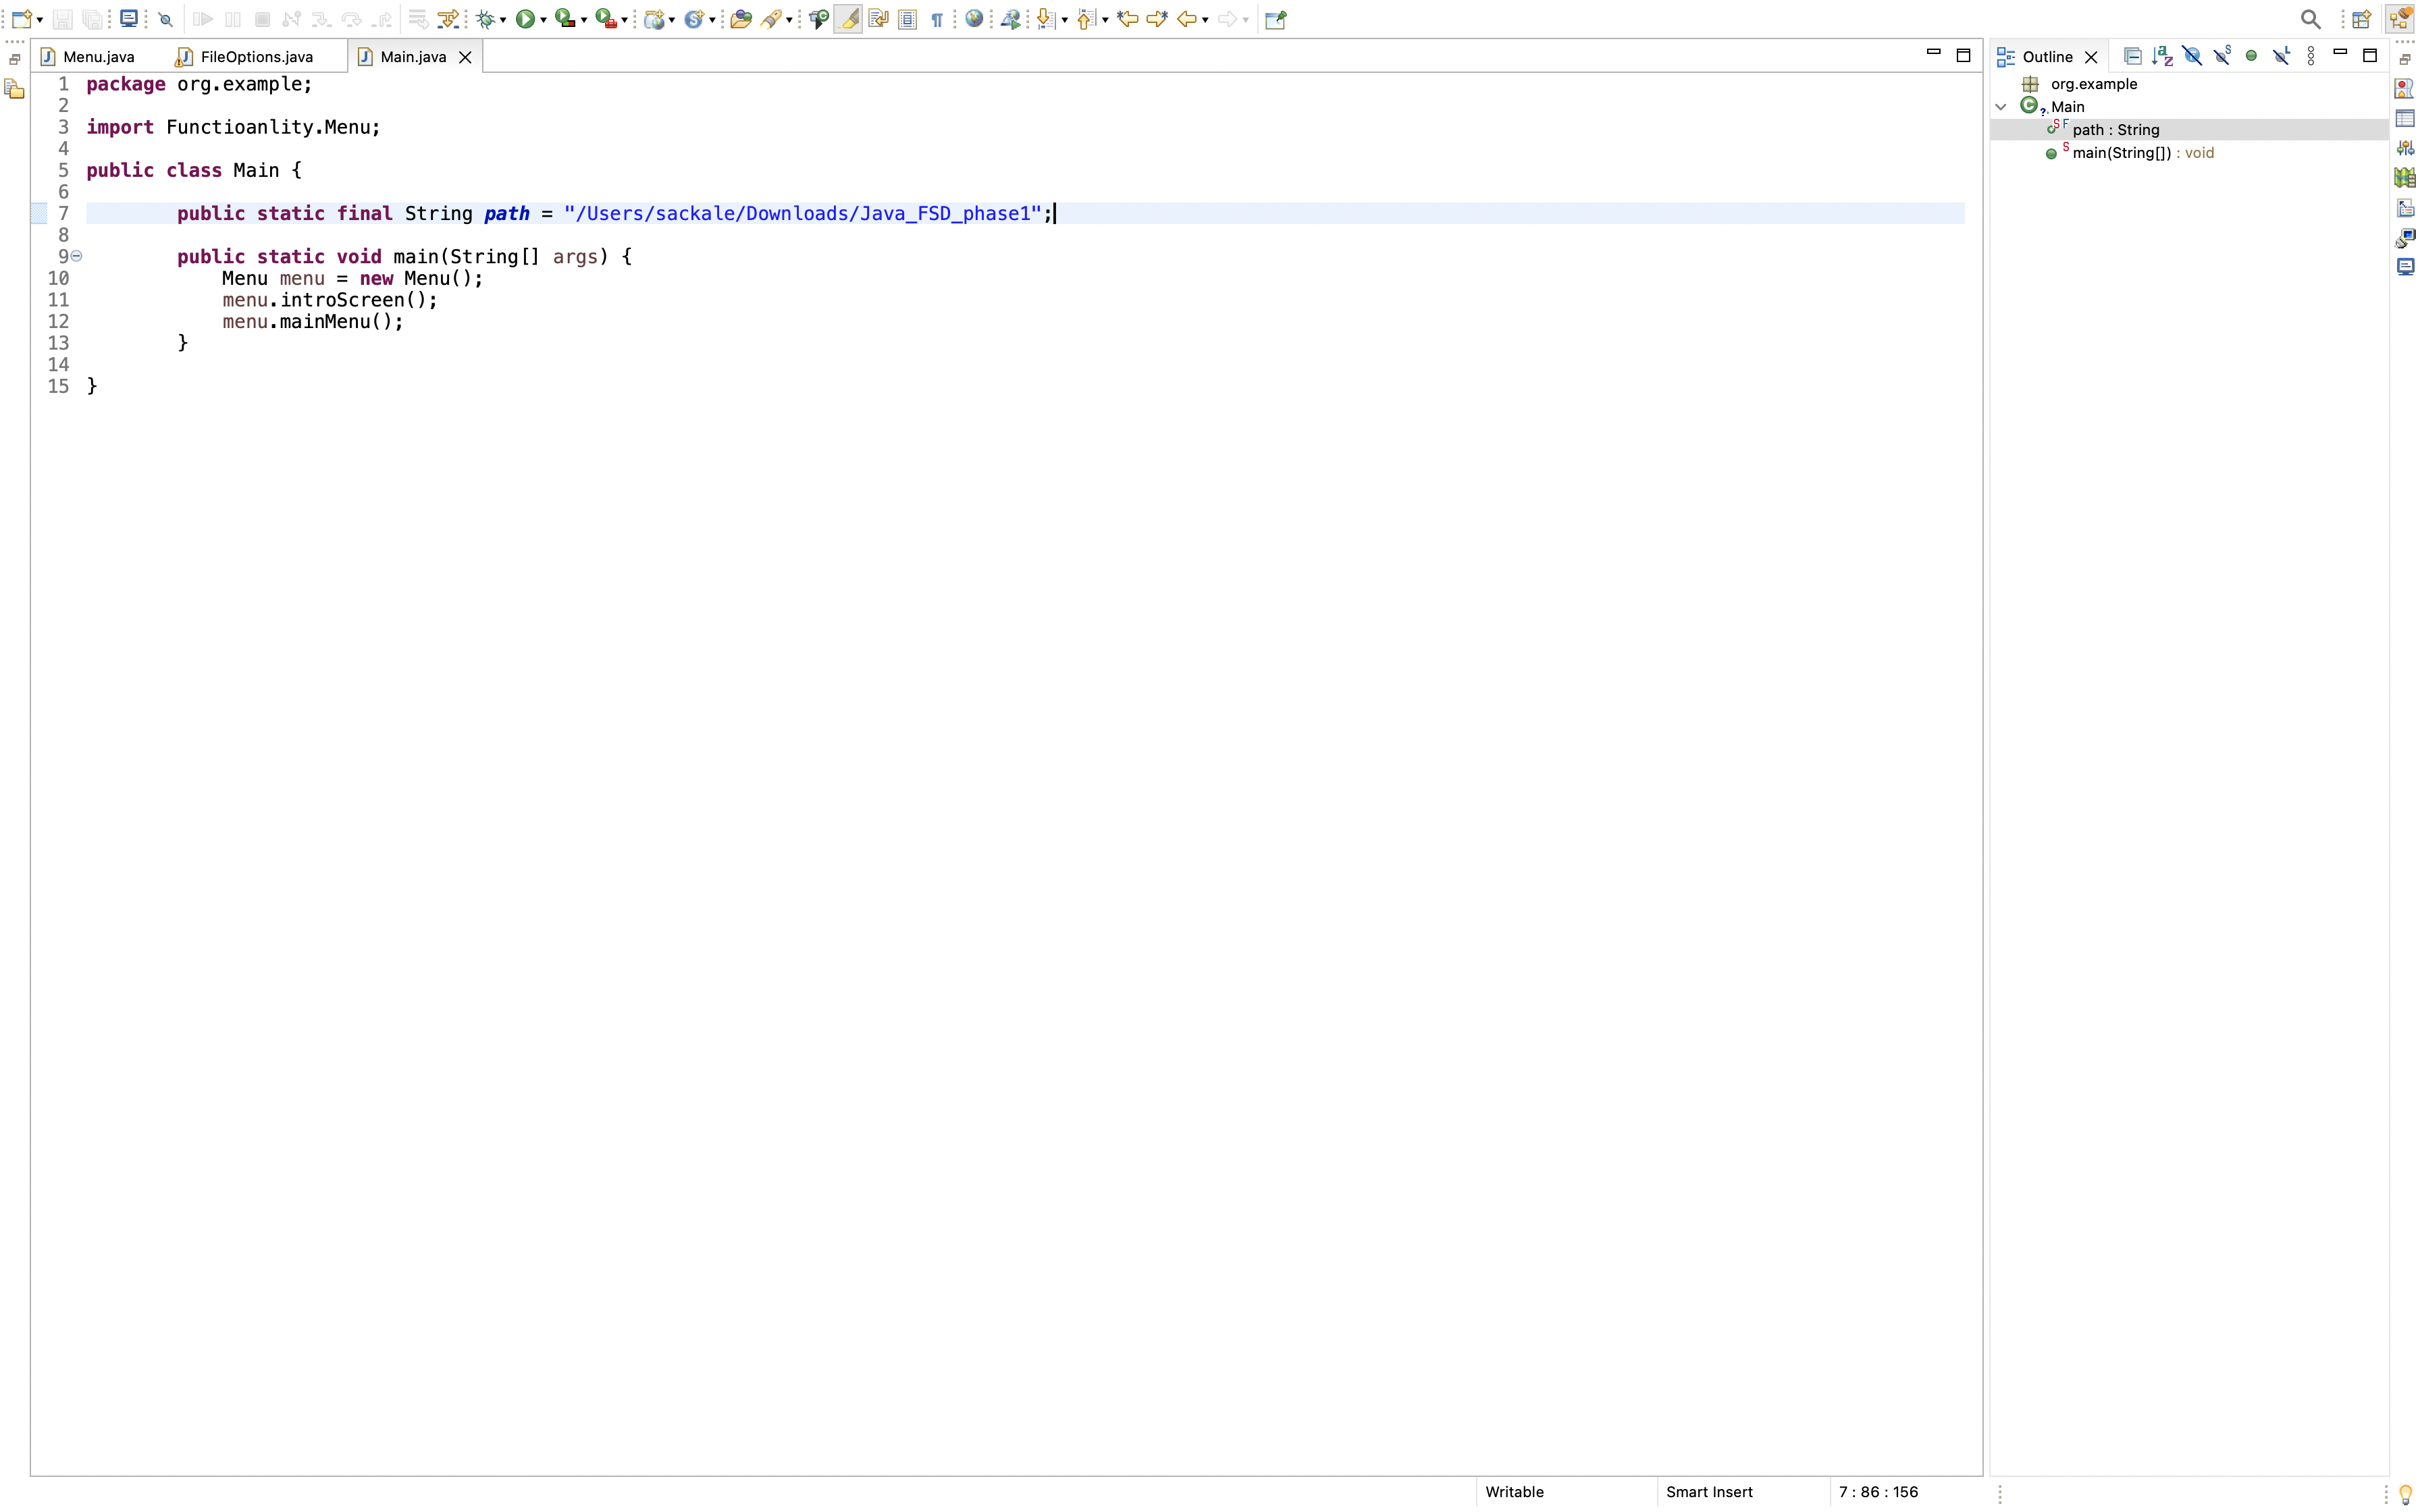 Menu.java
FileOptions.java
Main.java
Outline
1 package org.example;
2
3 import Functioanlity.Menu;
4
5 public class Main {
6
7 public static final String path = "/Users/sackale/Downloads/Java_FSD_phase1";
8
9 public static void main(String[] args) {
10 Menu menu = new Menu();
11 menu.introScreen();
12 menu.mainMenu();
13 }
14
15 }
org.example
Main
path : String
main(String[]) : void
Writable
Smart Insert
7 : 86 : 156